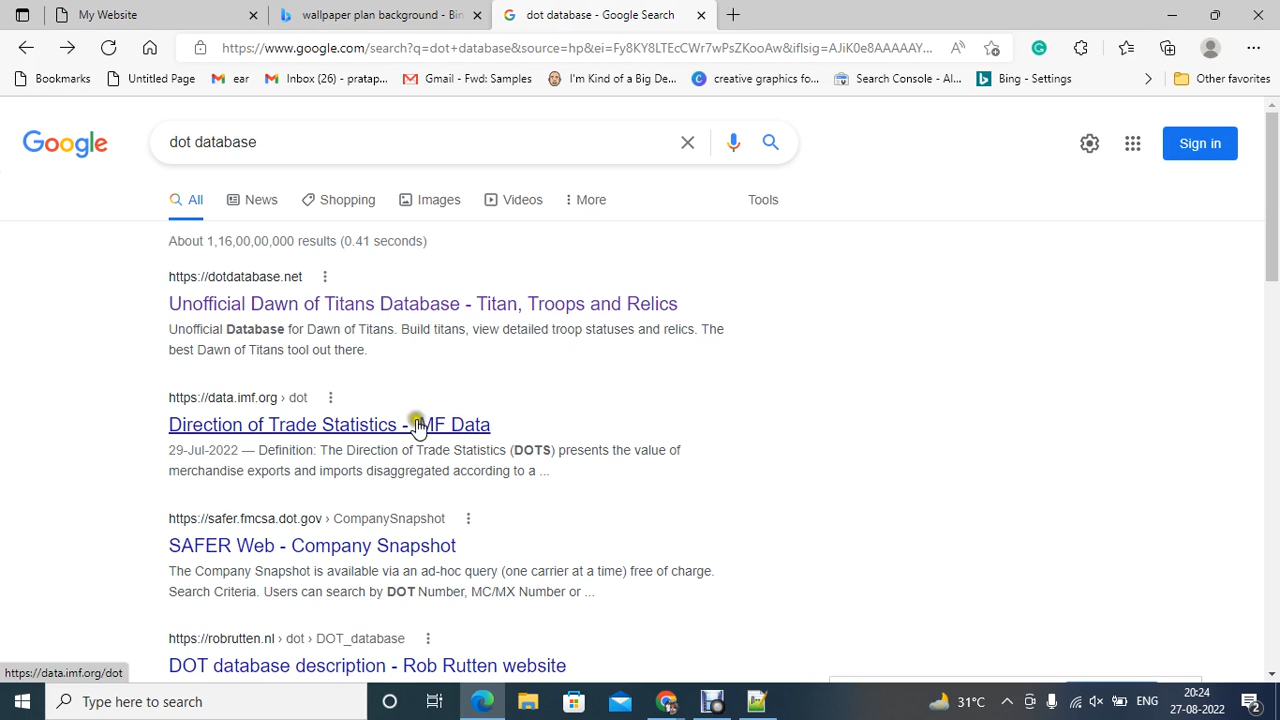 My Website
wallpaper plan background - Bin
dot database - Google Search
https://www.google.com/search?q=dot+database&source=hp&ei=Fy8KY8LTEcCWr7wPsZKooAw&iflsig=AJiK0e8AAAAAY...
Bookmarks
Untitled Page
ear
Inbox (26) - pratap...
Gmail - Fwd: Samples
I'm Kind of a Big De...
creative graphics fo...
Search Console - Al...
Bing - Settings
Other favorites
Google
dot database
Sign in
All
News
Shopping
Images
Videos
More
Tools
About 1,16,00,00,000 results (0.41 seconds)
https://dotdatabase.net
Unofficial Dawn of Titans Database - Titan, Troops and Relics
Unofficial Database for Dawn of Titans. Build titans, view detailed troop statuses and relics. The
best Dawn of Titans tool out there.
https://data.imf.org › dot
Direction of Trade Statistics - IMF Data
29-Jul-2022 — Definition: The Direction of Trade Statistics (DOTS) presents the value of
merchandise exports and imports disaggregated according to a ...
https://safer.fmcsa.dot.gov › CompanySnapshot
SAFER Web - Company Snapshot
The Company Snapshot is available via an ad-hoc query (one carrier at a time) free of charge.
Search Criteria. Users can search by DOT Number, MC/MX Number or ...
https://robrutten.nl › dot › DOT_database
DOT database description - Rob Rutten website
https://data.imf.org/dot
Type here to search
31°C
ENG
20:24
27-08-2022
2